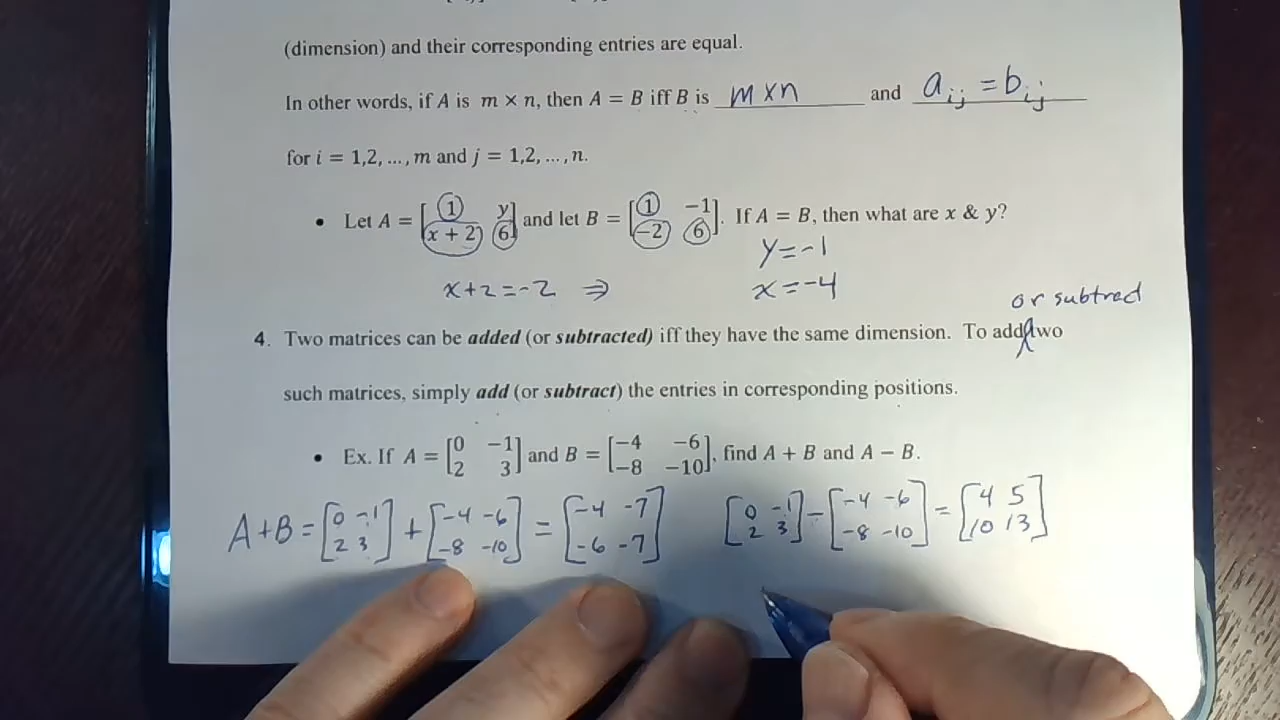 (dimension) and their corresponding entries are equal.
In other words, if A is m × n, then A = B iff B is m×n and a_ij = b_ij
for i = 1,2, ..., m and j = 1,2, ..., n.
• Let A = [1 y; x + 2 6] and let B = [1 −1; −2 6]. If A = B, then what are x & y?
y=-1
x+2=-2 ⇒ x=-4
or subtract
4. Two matrices can be added (or subtracted) iff they have the same dimension. To add two
such matrices, simply add (or subtract) the entries in corresponding positions.
• Ex. If A = [0 −1; 2 3] and B = [−4 −6; −8 −10], find A + B and A − B.
A+B = [0 -1; 2 3] + [-4 -6; -8 -10] = [-4 -7; -6 -7] [0 -1; 2 3] - [-4 -6; -8 -10] = [4 5; 10 13]